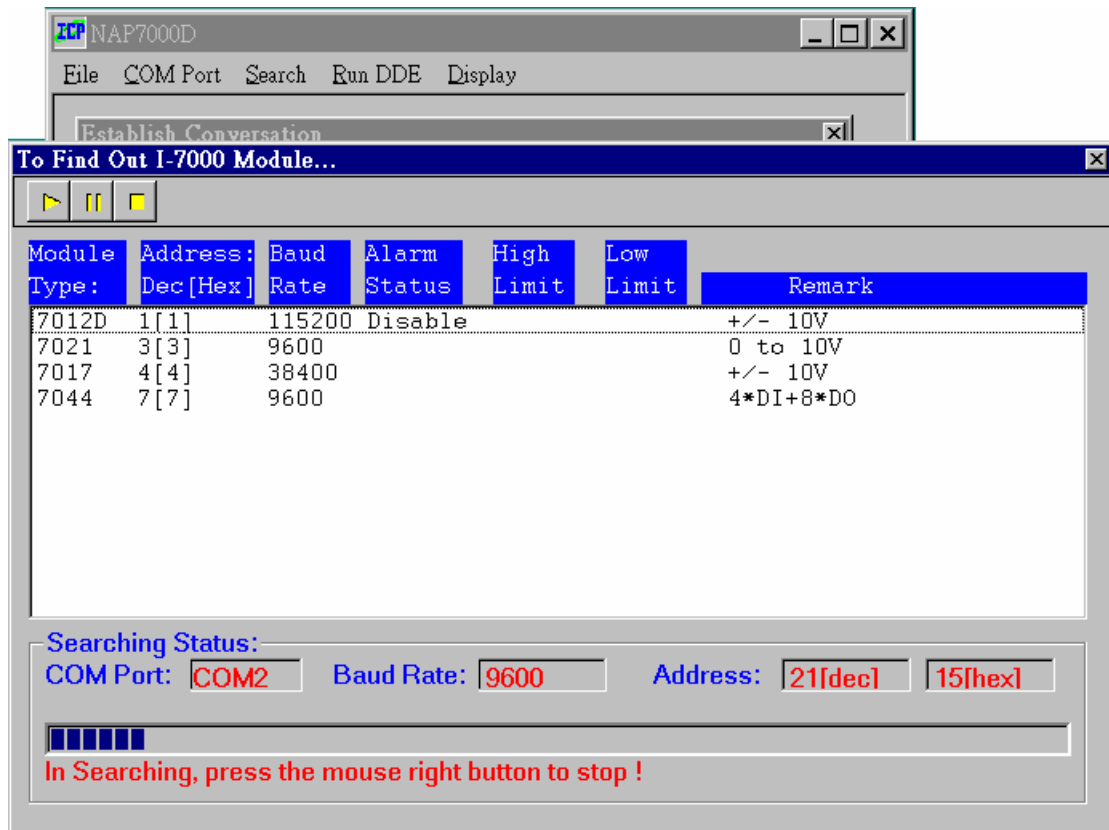 ICP NAP7000D
File COM Port Search Run DDE Display
Establish Conversation
To Find Out I-7000 Module...
Module Address: Baud Alarm High Low
Type: Dec[Hex] Rate Status Limit Limit Remark
7012D 1[1] 115200 Disable +/- 10V
7021 3[3] 9600 0 to 10V
7017 4[4] 38400 +/- 10V
7044 7[7] 9600 4*DI+8*DO
Searching Status:
COM Port: COM2 Baud Rate: 9600 Address: 21[dec] 15[hex]
In Searching, press the mouse right button to stop !